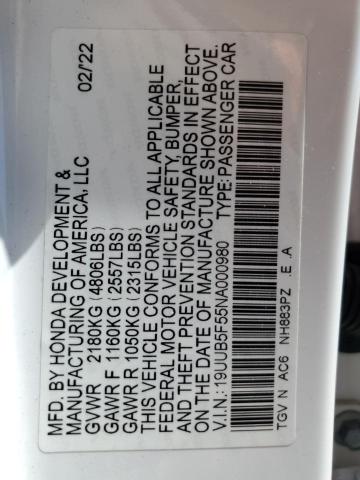 MFD. BY HONDA DEVELOPMENT & 02/'22
MANUFACTURING OF AMERICA, LLC
GVWR 2180KG (4806LBS)
GAWR F 1160KG (2557LBS)
GAWR R 1050KG (2315LBS)
THIS VEHICLE CONFORMS TO ALL APPLICABLE
FEDERAL MOTOR VEHICLE SAFETY, BUMPER,
AND THEFT PREVENTION STANDARDS IN EFFECT
ON THE DATE OF MANUFACTURE SHOWN ABOVE.
V.I.N.: 19UUB5F55NA000980 TYPE: PASSENGER CAR
TGV N AC6 NH883PZ .E .A